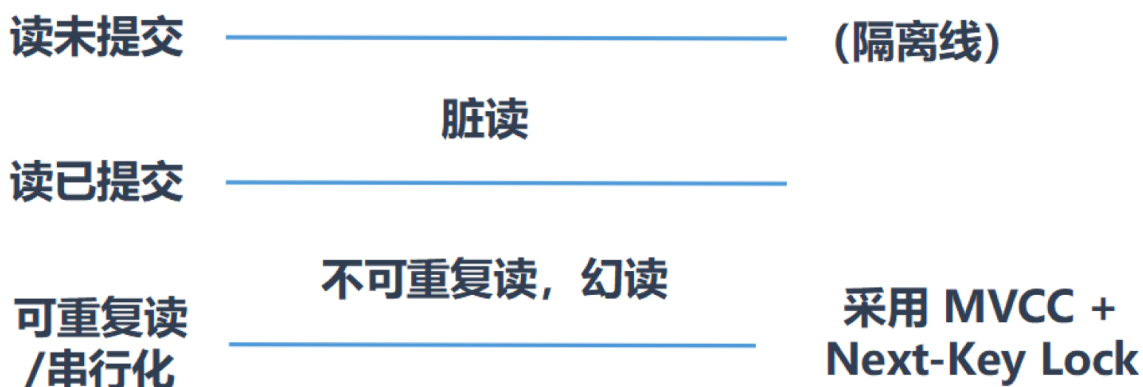 读未提交
（隔离线）
脏读
读已提交
不可重复读，幻读
可重复读
/串行化
采用 MVCC +
Next-Key Lock